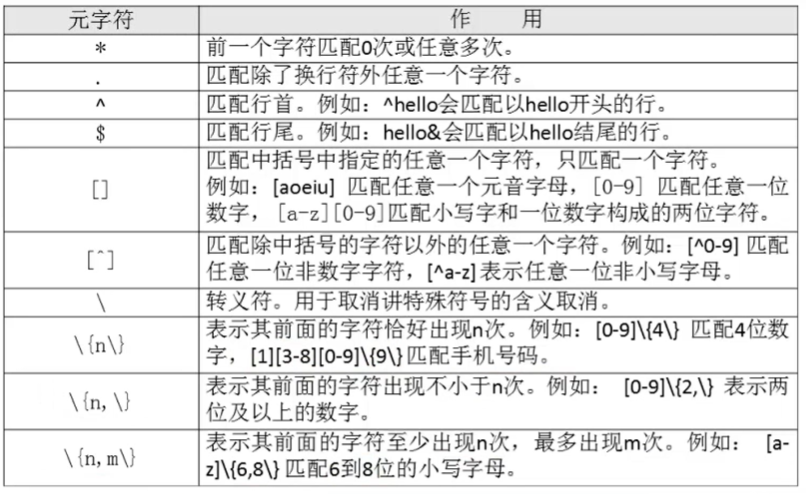 元字符 作 用
* 前一个字符匹配0次或任意多次。
. 匹配除了换行符外任意一个字符。
^ 匹配行首。例如：^hello会匹配以hello开头的行。
$ 匹配行尾。例如：hello&会匹配以hello结尾的行。
[] 匹配中括号中指定的任意一个字符，只匹配一个字符。
例如：[aoeiu] 匹配任意一个元音字母，[0-9] 匹配任意一位
数字，[a-z][0-9]匹配小写字和一位数字构成的两位字符。
[^] 匹配除中括号的字符以外的任意一个字符。例如：[^0-9] 匹配
任意一位非数字字符，[^a-z]表示任意一位非小写字母。
\ 转义符。用于取消讲特殊符号的含义取消。
\{n\} 表示其前面的字符恰好出现n次。例如：[0-9]\{4\} 匹配4位数
字，[1][3-8][0-9]\{9\}匹配手机号码。
\{n,\} 表示其前面的字符出现不小于n次。例如： [0-9]\{2,\} 表示两
位及以上的数字。
\{n,m\} 表示其前面的字符至少出现n次，最多出现m次。例如： [a-
z]\{6,8\} 匹配6到8位的小写字母。